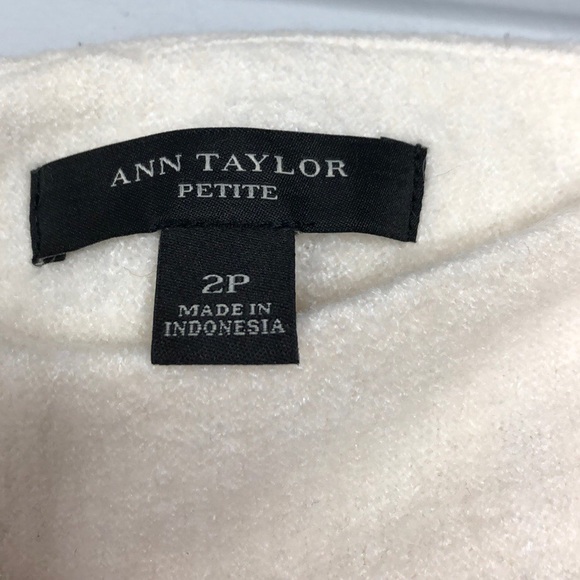 ANN TAYLOR
PETITE
2P
MADE IN
INDONESIA